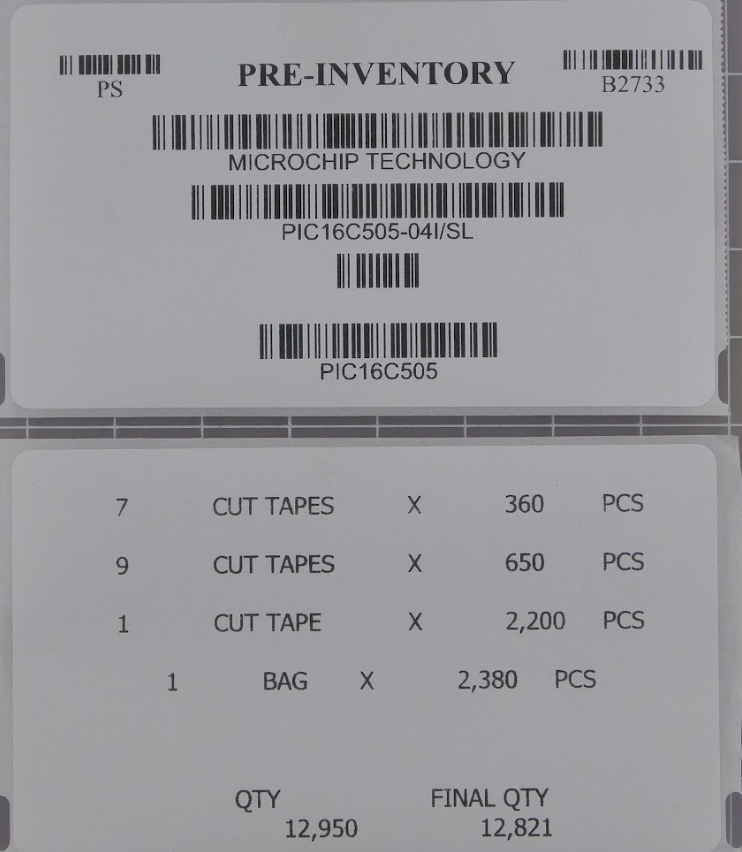 PS
PRE-INVENTORY
B2733
MICROCHIP TECHNOLOGY
PIC16C505-04I/SL
PIC16C505
7 CUT TAPES X 360 PCS
9 CUT TAPES X 650 PCS
1 CUT TAPE X 2,200 PCS
1 BAG X 2,380 PCS
QTY FINAL QTY
12,950 12,821